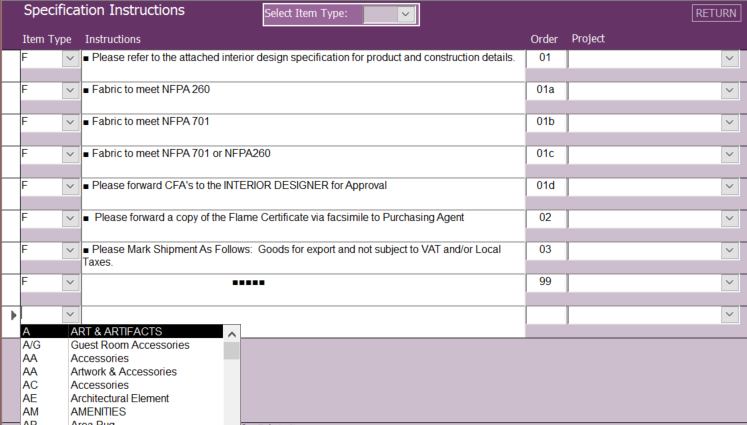 Specification Instructions
Select Item Type:
RETURN
Item Type Instructions Order Project
F ■ Please refer to the attached interior design specification for product and construction details. 01
F ■ Fabric to meet NFPA 260 01a
F ■ Fabric to meet NFPA 701 01b
F ■ Fabric to meet NFPA 701 or NFPA260 01c
F ■ Please forward CFA's to the INTERIOR DESIGNER for Approval 01d
F ■ Please forward a copy of the Flame Certificate via facsimile to Purchasing Agent 02
F ■ Please Mark Shipment As Follows: Goods for export and not subject to VAT and/or Local 03
Taxes.
F ■■■■■ 99
A ART & ARTIFACTS
A/G Guest Room Accessories
AA Accessories
AA Artwork & Accessories
AC Accessories
AE Architectural Element
AM AMENITIES
AR Area Rug